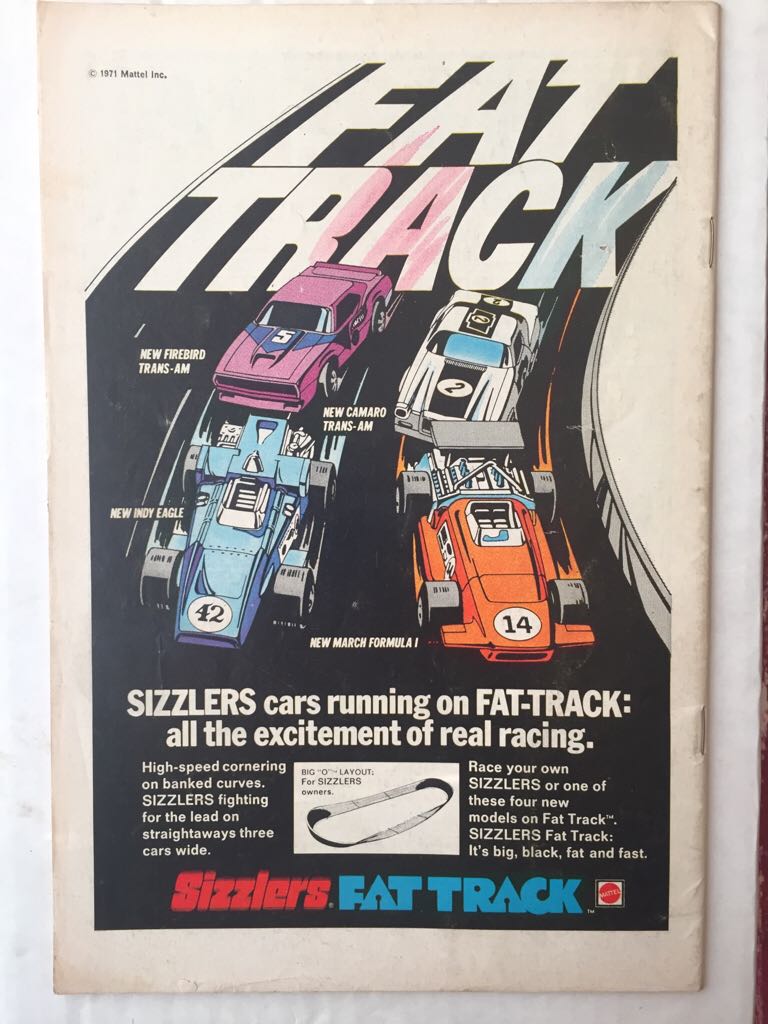 © 1971 Mattel Inc.
FAT
TRACK
5
2
2
NEW FIREBIRD
TRANS-AM
NEW CAMARO
TRANS-AM
NEW INDY EAGLE
42
14
NEW MARCH FORMULA I
SIZZLERS cars running on FAT-TRACK:
all the excitement of real racing.
High-speed cornering
on banked curves.
SIZZLERS fighting
for the lead on
straightaways three
cars wide.
BIG "O"™ LAYOUT:
For SIZZLERS
owners.
Race your own
SIZZLERS or one of
these four new
models on Fat Track™.
SIZZLERS Fat Track:
It's big, black, fat and fast.
Sizzlers® FAT TRACK™ MATTEL